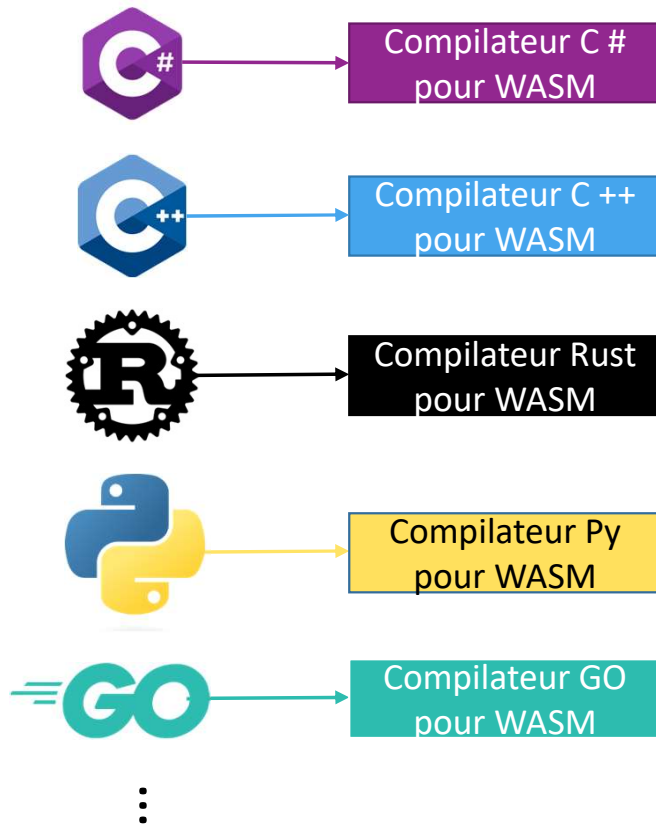 C#
Compilateur C #
pour WASM
C++
Compilateur C ++
pour WASM
R
Compilateur Rust
pour WASM
Compilateur Py
pour WASM
GO
Compilateur GO
pour WASM
⋮